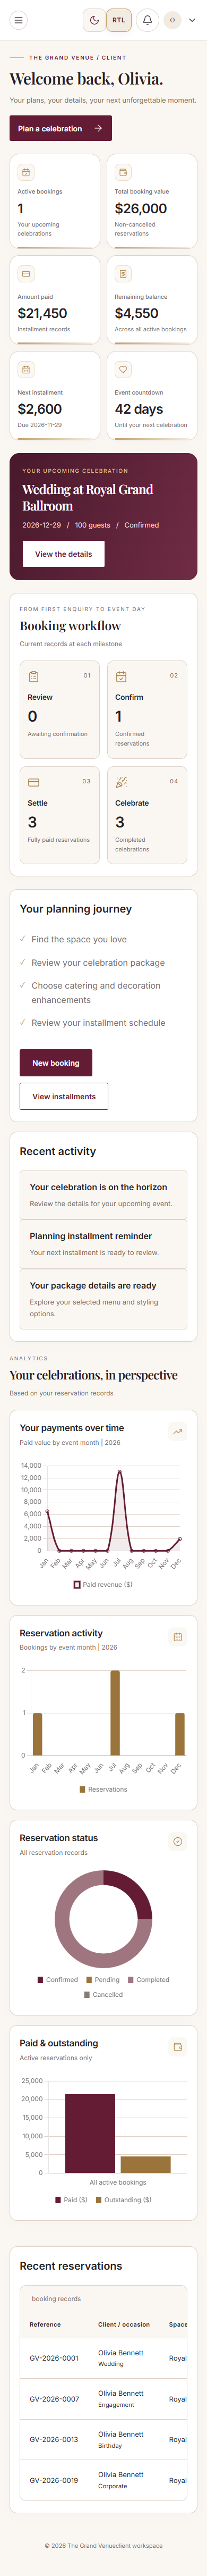 RTL
O
THE GRAND VENUE / CLIENT
Welcome back, Olivia.
Your plans, your details, your next unforgettable moment.
Plan a celebration →
Active bookings
1
Your upcoming
celebrations
Total booking value
$26,000
Non-cancelled
reservations
Amount paid
$21,450
Installment records
Remaining balance
$4,550
Across all active bookings
Next installment
$2,600
Due 2026-11-29
Event countdown
42 days
Until your next celebration
YOUR UPCOMING CELEBRATION
Wedding at Royal Grand
Ballroom
2026-12-29 / 100 guests / Confirmed
View the details
FROM FIRST ENQUIRY TO EVENT DAY
Booking workflow
Current records at each milestone
01
Review
0
Awaiting confirmation
02
Confirm
1
Confirmed
reservations
03
Settle
3
Fully paid reservations
04
Celebrate
3
Completed
celebrations
Your planning journey
✓ Find the space you love
✓ Review your celebration package
✓ Choose catering and decoration
enhancements
✓ Review your installment schedule
New booking
View installments
Recent activity
Your celebration is on the horizon
Review the details for your upcoming event.
Planning installment reminder
Your next installment is ready to review.
Your package details are ready
Explore your selected menu and styling
options.
ANALYTICS
Your celebrations, in perspective
Based on your reservation records
Your payments over time
Paid value by event month | 2026
14,000
12,000
10,000
8,000
6,000
4,000
2,000
0
Jan Feb Mar Apr May Jun Jul Aug Sep Oct Nov Dec
Paid revenue ($)
Reservation activity
Bookings by event month | 2026
2
1
0
Jan Feb Mar Apr May Jun Jul Aug Sep Oct Nov Dec
Reservations
Reservation status
All reservation records
Confirmed Pending Completed
Cancelled
Paid & outstanding
Active reservations only
25,000
20,000
15,000
10,000
5,000
0
All active bookings
Paid ($) Outstanding ($)
Recent reservations
booking records
Reference Client / occasion Space
GV-2026-0001 Olivia Bennett Royal
Wedding
GV-2026-0007 Olivia Bennett Royal
Engagement
GV-2026-0013 Olivia Bennett Royal
Birthday
GV-2026-0019 Olivia Bennett Royal
Corporate
© 2026 The Grand Venueclient workspace